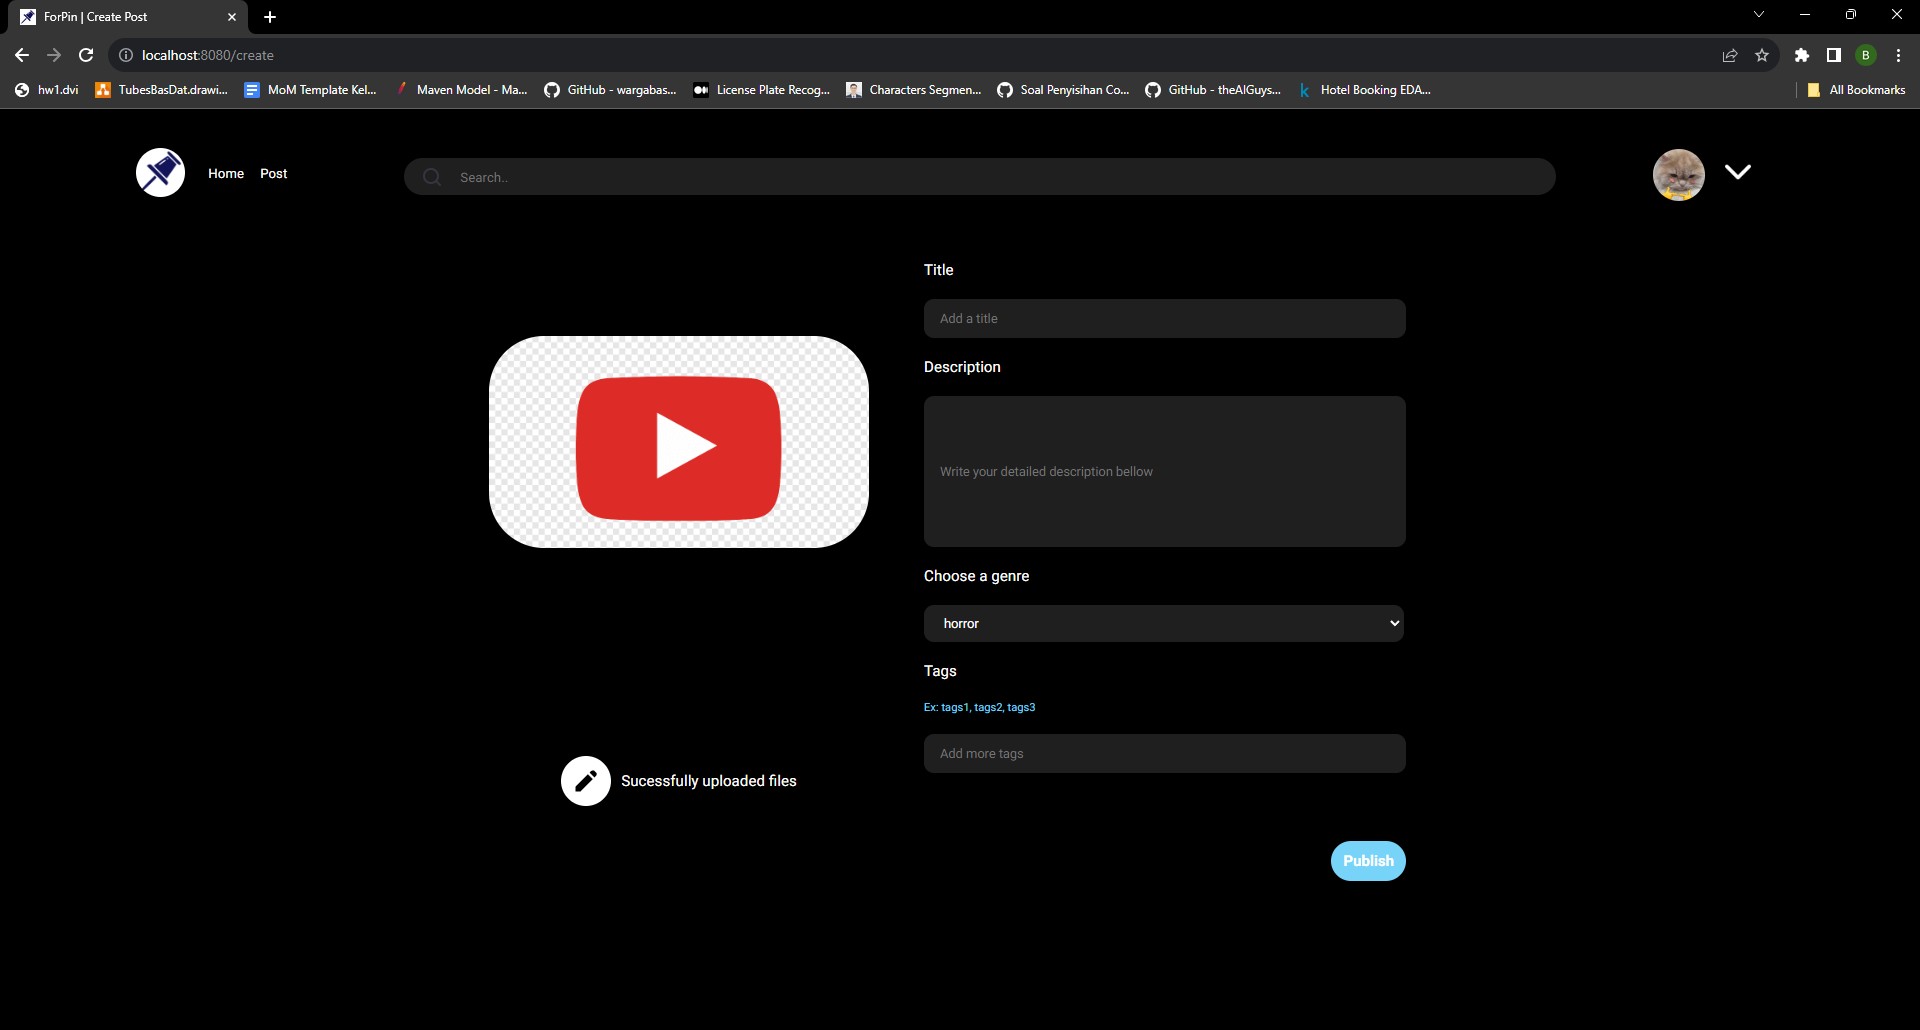 ForPin | Create Post
localhost:8080/create
B
hw1.dvi
TubesBasDat.drawi...
MoM Template Kel...
Maven Model - Ma...
GitHub - wargabas...
License Plate Recog...
Characters Segmen...
Soal Penyisihan Co...
GitHub - theAIGuys...
k
Hotel Booking EDA...
All Bookmarks
Home
Post
Search..
Title
Add a title
Description
Write your detailed description bellow
Choose a genre
horror
Tags
Ex: tags1, tags2, tags3
Add more tags
Sucessfully uploaded files
Publish